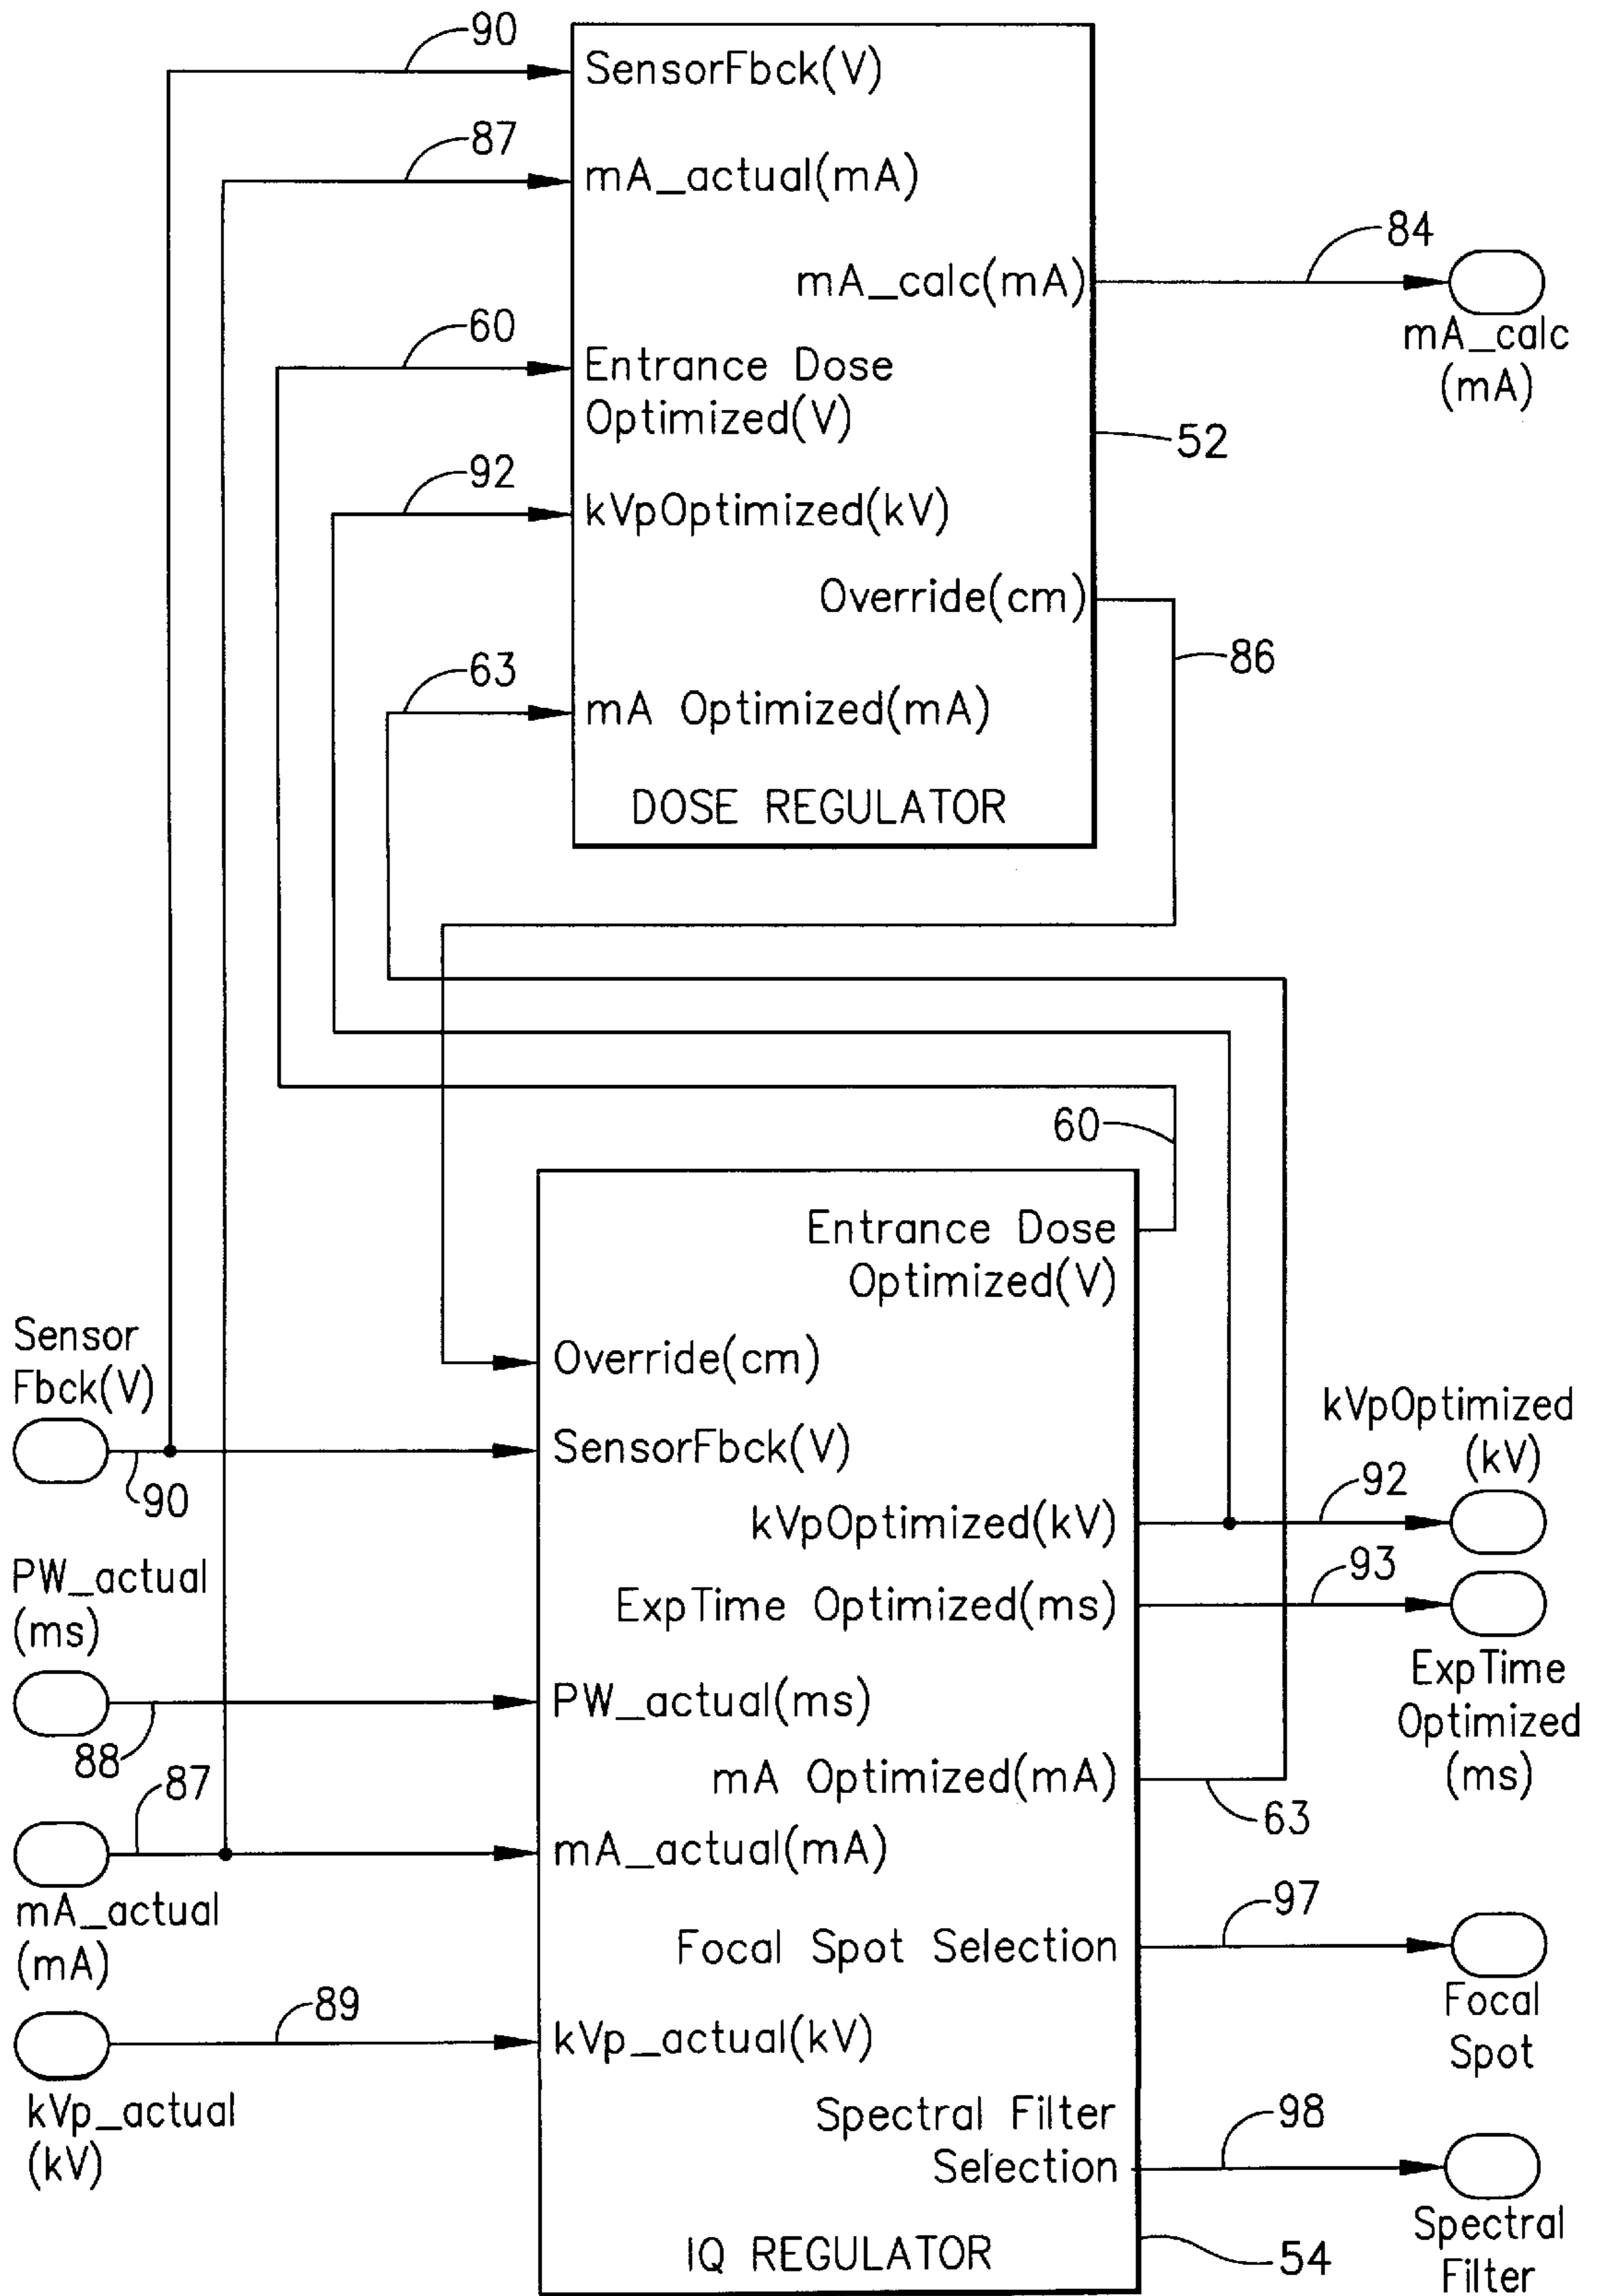 90
SensorFbck(V)
87
mA_actual(mA)
84
mA_calc(mA)
mA_calc
(mA)
60
Entrance Dose
Optimized(V)
52
92
kVpOptimized(kV)
Override(cm)
86
63
mA Optimized(mA)
DOSE REGULATOR
60
Entrance Dose
Optimized(V)
Sensor
Fbck(V)
Override(cm)
kVpOptimized
(kV)
SensorFbck(V)
90
92
kVpOptimized(kV)
PW_actual
(ms)
93
ExpTime Optimized(ms)
ExpTime
Optimized
(ms)
PW_actual(ms)
88
mA Optimized(mA)
87
63
mA_actual(mA)
mA_actual
(mA)
97
Focal Spot Selection
Focal
Spot
89
kVp_actual(kV)
kVp_actual
(kV)
98
Spectral Filter
Selection
Spectral
Filter
IQ REGULATOR
54